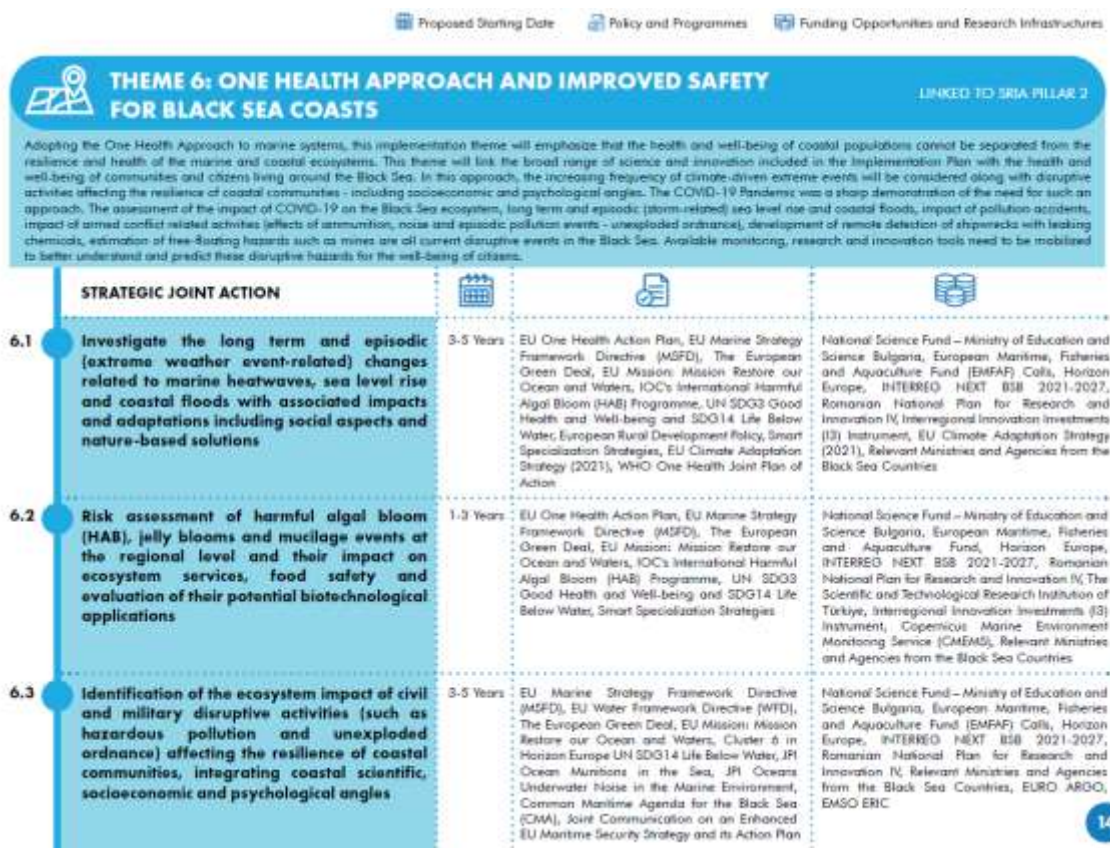 Proposed Starting Date
Policy and Programmes
Funding Opportunities and Research Infrastructures
THEME 6: ONE HEALTH APPROACH AND IMPROVED SAFETY
FOR BLACK SEA COASTS
LINKED TO SRIA PILLAR 2
Adopting the One Health Approach to marine systems, this implementation theme will emphasize that the health and well-being of coastal populations cannot be separated from the
resilience and health of the marine and coastal ecosystems. This theme will link the broad range of science and innovation included in the Implementation Plan with the health and
well-being of communities and citizens living around the Black Sea. In this approach, the increasing frequency of climate-driven extreme events will be considered along with disruptive
activities affecting the resilience of coastal communities - including socioeconomic and psychological angles. The COVID-19 Pandemic was a sharp demonstration of the need for such an
approach. The assessment of the impact of COVID-19 on the Black Sea ecosystem, long term and episodic (storm-related) sea level rise and coastal floods, impact of pollution accidents,
impact of armed conflict related activities (effects of ammunition, noise and episodic pollution events - unexploded ordnance), development of remote detection of shipwrecks with leaking
chemicals, estimation of free-floating hazards such as mines are all current disruptive events in the Black Sea. Available monitoring, research and innovation tools need to be mobilized
to better understand and predict these disruptive hazards for the well-being of citizens.
STRATEGIC JOINT ACTION
6.1
Investigate the long term and episodic
(extreme weather event-related) changes
related to marine heatwaves, sea level rise
and coastal floods with associated impacts
and adaptations including social aspects and
nature-based solutions
3-5 Years
EU One Health Action Plan, EU Marine Strategy
Framework Directive (MSFD), The European
Green Deal, EU Mission: Mission Restore our
Ocean and Waters, IOC's International Harmful
Algal Bloom (HAB) Programme, UN SDG3 Good
Health and Well-being and SDG14 Life Below
Water, European Rural Development Policy, Smart
Specialization Strategies, EU Climate Adaptation
Strategy (2021), WHO One Health Joint Plan of
Action
National Science Fund – Ministry of Education and
Science Bulgaria, European Maritime, Fisheries
and Aquaculture Fund (EMFAF) Calls, Horizon
Europe, INTERREG NEXT BSB 2021-2027,
Romanian National Plan for Research and
Innovation IV, Interregional Innovation Investments
(I3) Instrument, EU Climate Adaptation Strategy
(2021), Relevant Ministries and Agencies from the
Black Sea Countries
6.2
Risk assessment of harmful algal bloom
(HAB), jelly blooms and mucilage events at
the regional level and their impact on
ecosystem services, food safety and
evaluation of their potential biotechnological
applications
1-3 Years
EU One Health Action Plan, EU Marine Strategy
Framework Directive (MSFD), The European
Green Deal, EU Mission: Mission Restore our
Ocean and Waters, IOC's International Harmful
Algal Bloom (HAB) Programme, UN SDG3
Good Health and Well-being and SDG14 Life
Below Water, Smart Specialization Strategies
National Science Fund – Ministry of Education and
Science Bulgaria, European Maritime, Fisheries
and Aquaculture Fund, Horizon Europe,
INTERREG NEXT BSB 2021-2027, Romanian
National Plan for Research and Innovation IV, The
Scientific and Technological Research Institution of
Türkiye, Interregional Innovation Investments (I3)
Instrument, Copernicus Marine Environment
Monitoring Service (CMEMS), Relevant Ministries
and Agencies from the Black Sea Countries
6.3
Identification of the ecosystem impact of civil
and military disruptive activities (such as
hazardous pollution and unexploded
ordnance) affecting the resilience of coastal
communities, integrating coastal scientific,
socioeconomic and psychological angles
3-5 Years
EU Marine Strategy Framework Directive
(MSFD), EU Water Framework Directive (WFD),
The European Green Deal, EU Mission: Mission
Restore our Ocean and Waters, Cluster 6 in
Horizon Europe UN SDG14 Life Below Water, JPI
Ocean Munitions in the Sea, JPI Oceans
Underwater Noise in the Marine Environment,
Common Maritime Agenda for the Black Sea
(CMA), Joint Communication on an Enhanced
EU Maritime Security Strategy and its Action Plan
National Science Fund – Ministry of Education and
Science Bulgaria, European Maritime, Fisheries
and Aquaculture Fund (EMFAF) Calls, Horizon
Europe, INTERREG NEXT BSB 2021-2027,
Romanian National Plan for Research and
Innovation IV, Relevant Ministries and Agencies
from the Black Sea Countries, EURO ARGO,
EMSO ERIC
14